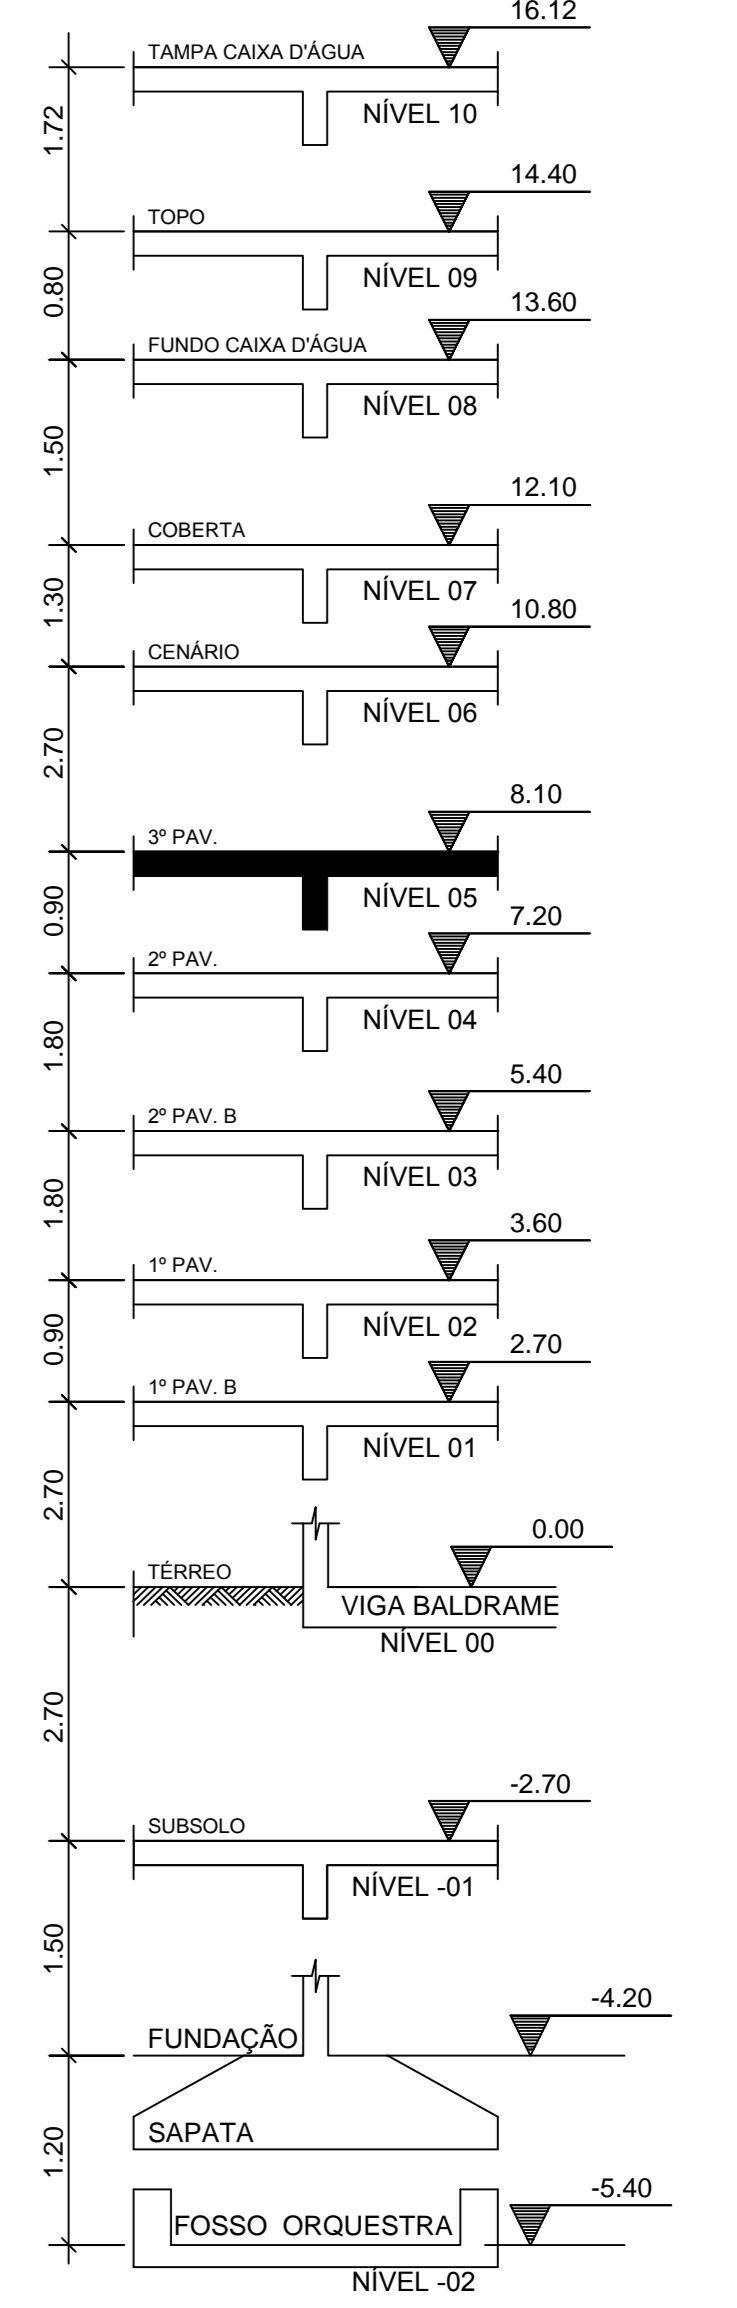 16.12
TAMPA CAIXA D'ÁGUA
NÍVEL 10
1.72
14.40
TOPO
NÍVEL 09
0.80
13.60
FUNDO CAIXA D'ÁGUA
NÍVEL 08
1.50
12.10
COBERTA
NÍVEL 07
1.30
10.80
CENÁRIO
NÍVEL 06
2.70
8.10
3º PAV.
NÍVEL 05
0.90
7.20
2º PAV.
NÍVEL 04
1.80
5.40
2º PAV. B
NÍVEL 03
1.80
3.60
1º PAV.
NÍVEL 02
0.90
2.70
1º PAV. B
NÍVEL 01
2.70
0.00
TÉRREO
VIGA BALDRAME
NÍVEL 00
2.70
-2.70
SUBSOLO
NÍVEL -01
1.50
-4.20
FUNDAÇÃO
SAPATA
1.20
-5.40
FOSSO ORQUESTRA
NÍVEL -02